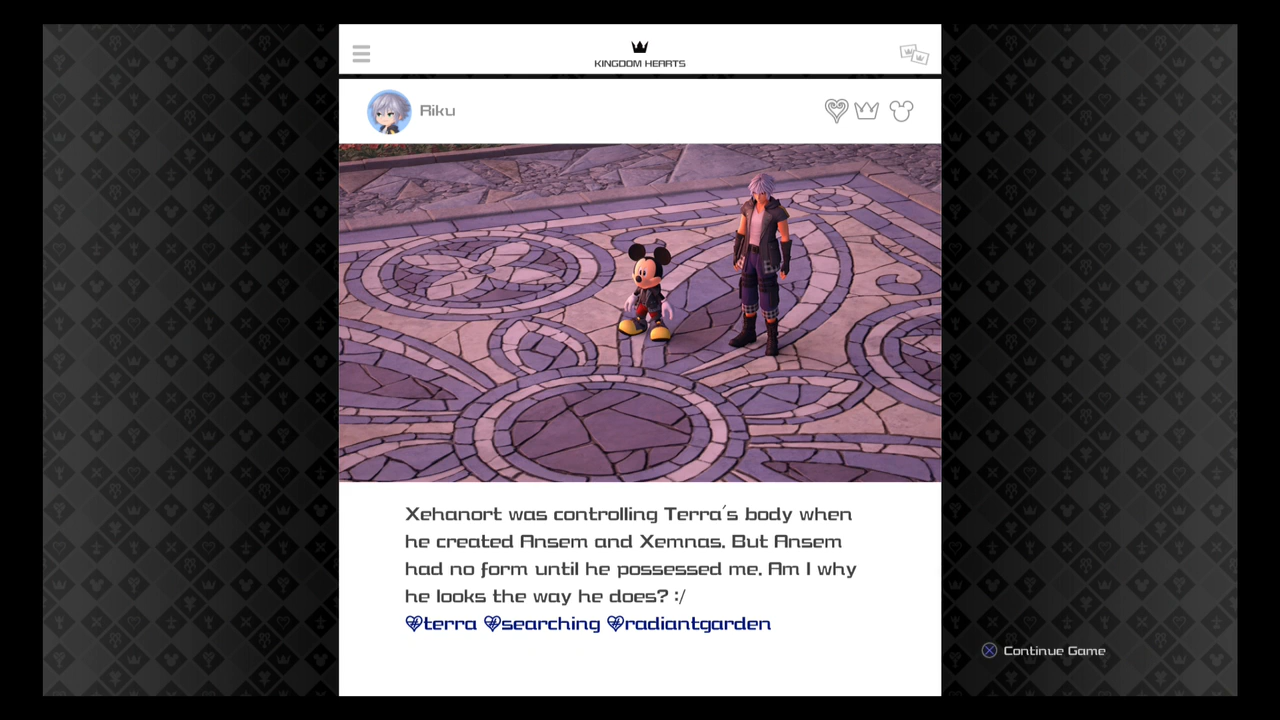 KINGDOM HEARTS
Riku
Xehanort was controlling Terra's body when
he created Ansem and Xemnas. But Ansem
had no form until he possessed me. Am I why
he looks the way he does? :/
terra searching radiantgarden
Continue Game